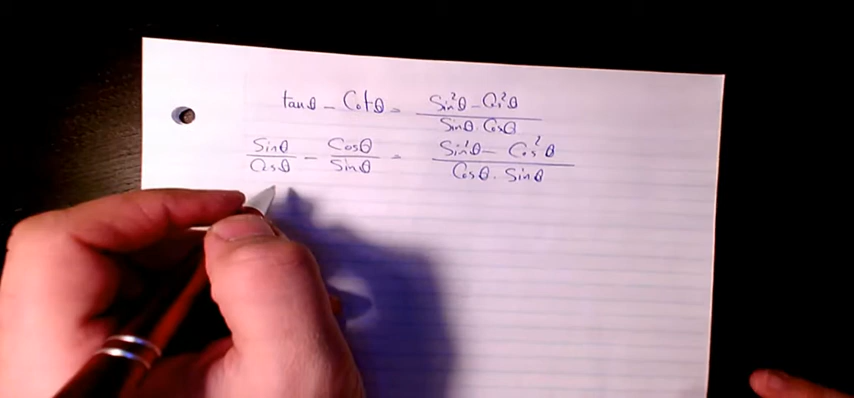 tanθ - Cotθ = Sin²θ - Cos²θ / Sinθ . Cosθ
Sinθ / Cosθ - Cosθ / Sinθ = Sin²θ - Cos²θ / Cosθ . Sinθ